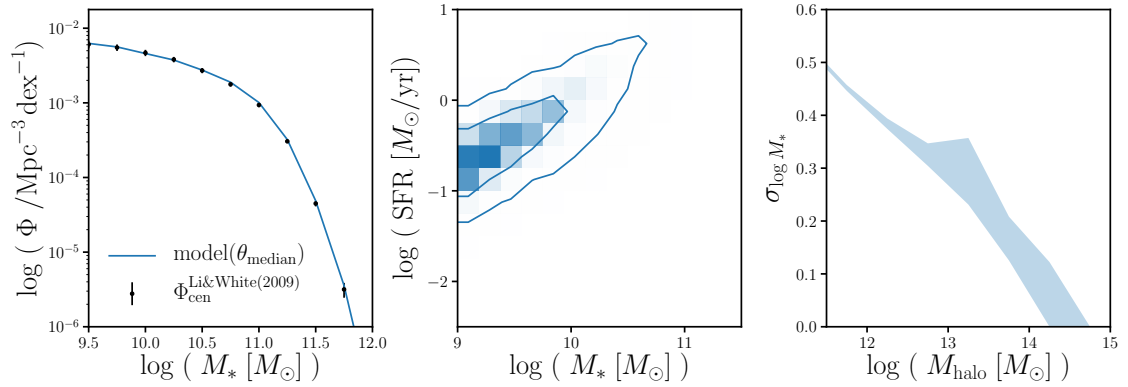 log ( Φ /Mpc⁻³ dex⁻¹)
10⁻²
10⁻³
10⁻⁴
10⁻⁵
10⁻⁶
model(θ_median)
Φ_cen^Li&White(2009)
9.5 10.0 10.5 11.0 11.5 12.0
log ( M_* [M_⊙] )
log ( SFR [M_⊙/yr])
1
0
−1
−2
9 10 11
log ( M_* [M_⊙] )
σ_log M_*
0.6
0.5
0.4
0.3
0.2
0.1
0.0
12 13 14 15
log ( M_halo [M_⊙] )